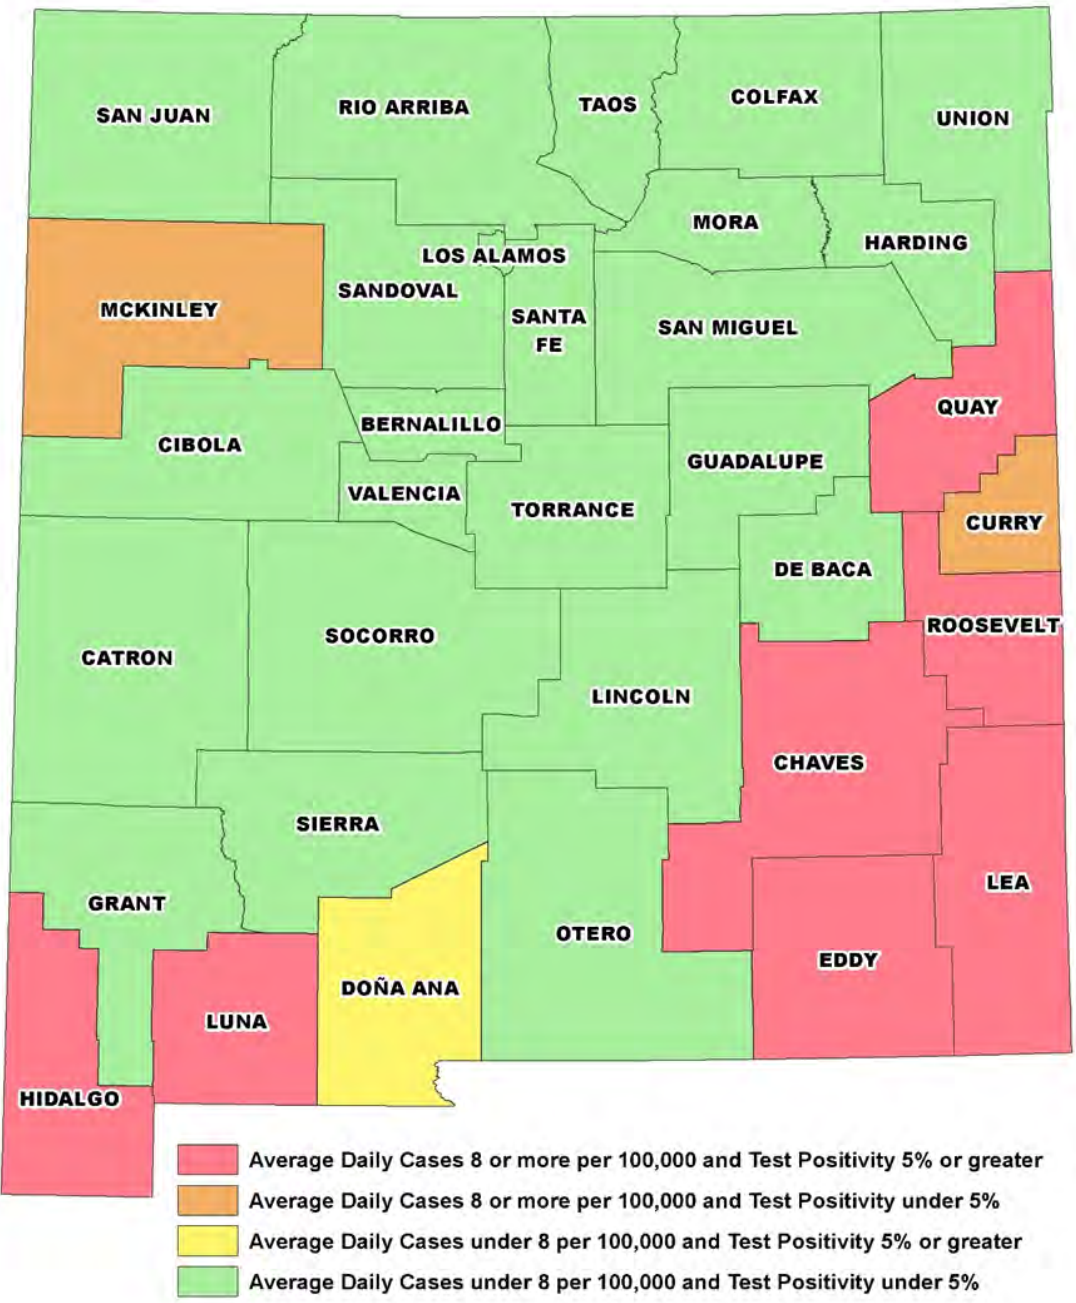 COLFAX
TAOS
RIO ARRIBA
SAN JUAN
UNION
MORA
HARDING
LOS ALAMOS
SANDOVAL
MCKINLEY
SANTA
FE
SAN MIGUEL
QUAY
BERNALILLO
CIBOLA
GUADALUPE
VALENCIA
TORRANCE
CURRY
DE BACA
ROOSEVELT
SOCORRO
CATRON
LINCOLN
CHAVES
SIERRA
LEA
GRANT
OTERO
EDDY
DOÑA ANA
LUNA
HIDALGO
Average Daily Cases 8 or more per 100,000 and Test Positivity 5% or greater
Average Daily Cases 8 or more per 100,000 and Test Positivity under 5%
Average Daily Cases under 8 per 100,000 and Test Positivity 5% or greater
Average Daily Cases under 8 per 100,000 and Test Positivity under 5%